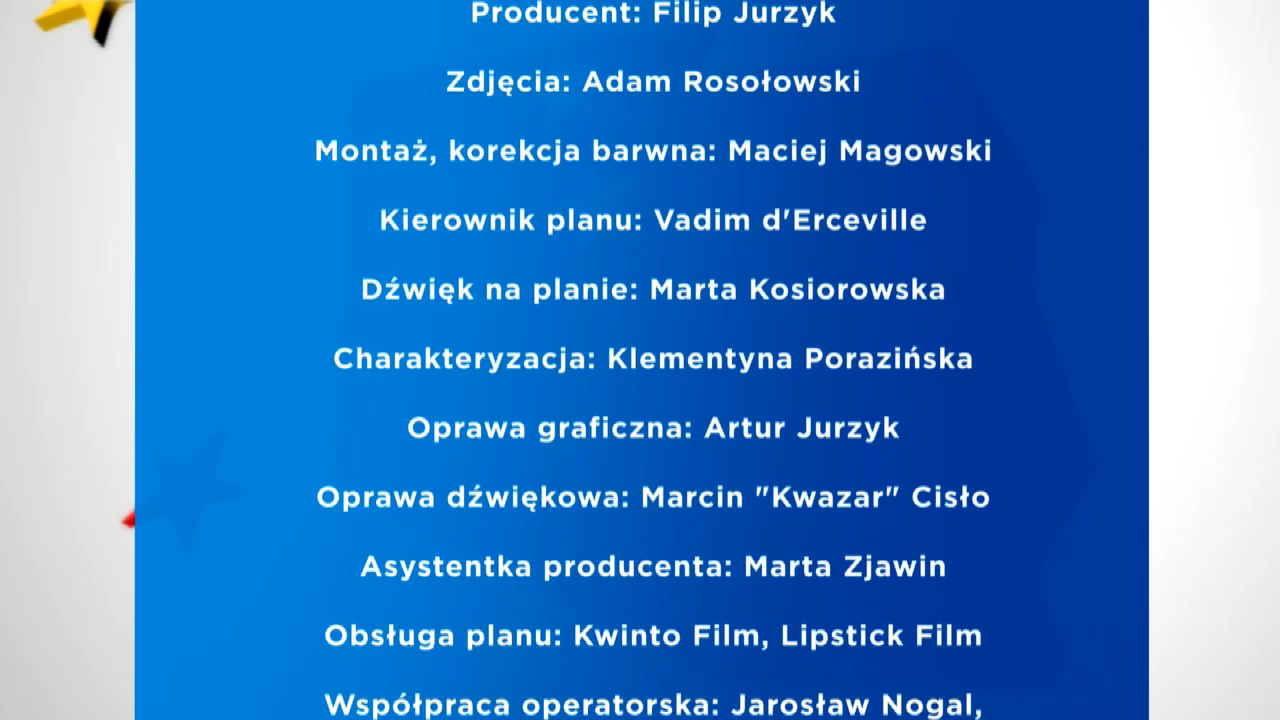 Producent: Filip Jurzyk
Zdjęcia: Adam Rosołowski
Montaż, korekcja barwna: Maciej Magowski
Kierownik planu: Vadim d'Erceville
Dźwięk na planie: Marta Kosiorowska
Charakteryzacja: Klementyna Porazińska
Oprawa graficzna: Artur Jurzyk
Oprawa dźwiękowa: Marcin "Kwazar" Cisło
Asystentka producenta: Marta Zjawin
Obsługa planu: Kwinto Film, Lipstick Film
Współpraca operatorska: Jarosław Nogal,